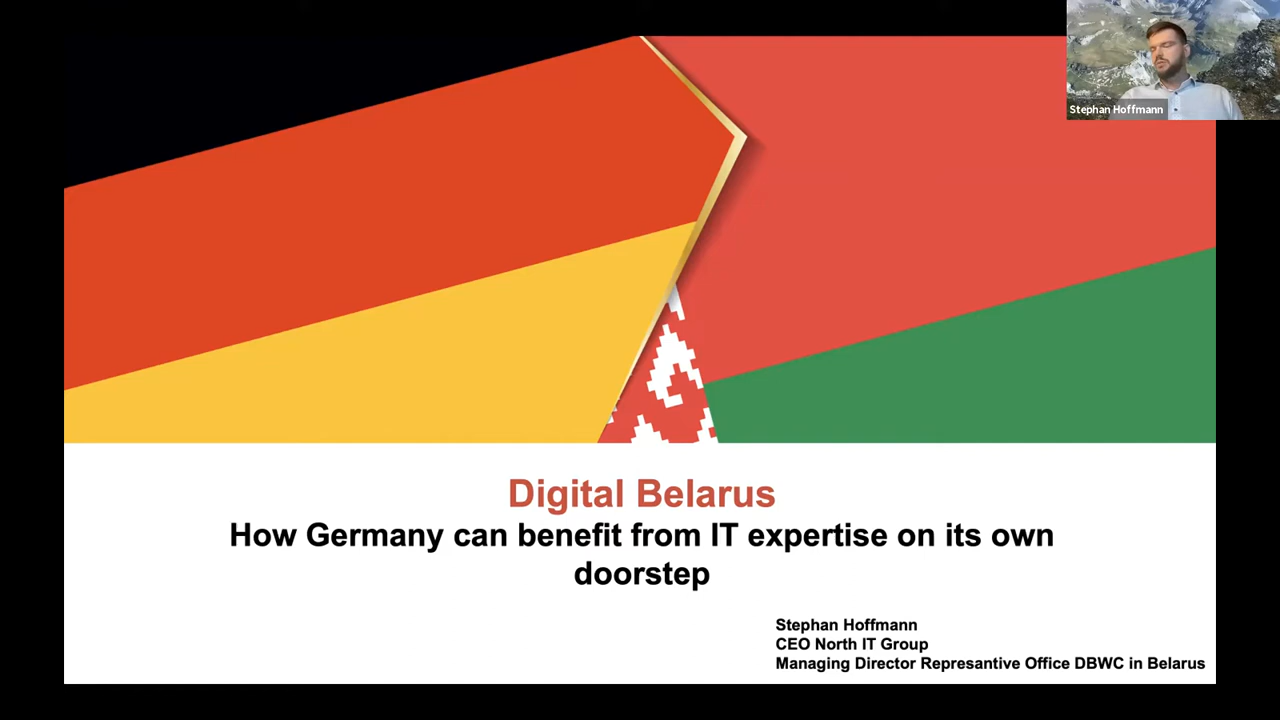 Stephan Hoffmann
Digital Belarus
How Germany can benefit from IT expertise on its own
doorstep
Stephan Hoffmann
CEO North IT Group
Managing Director Represantive Office DBWC in Belarus